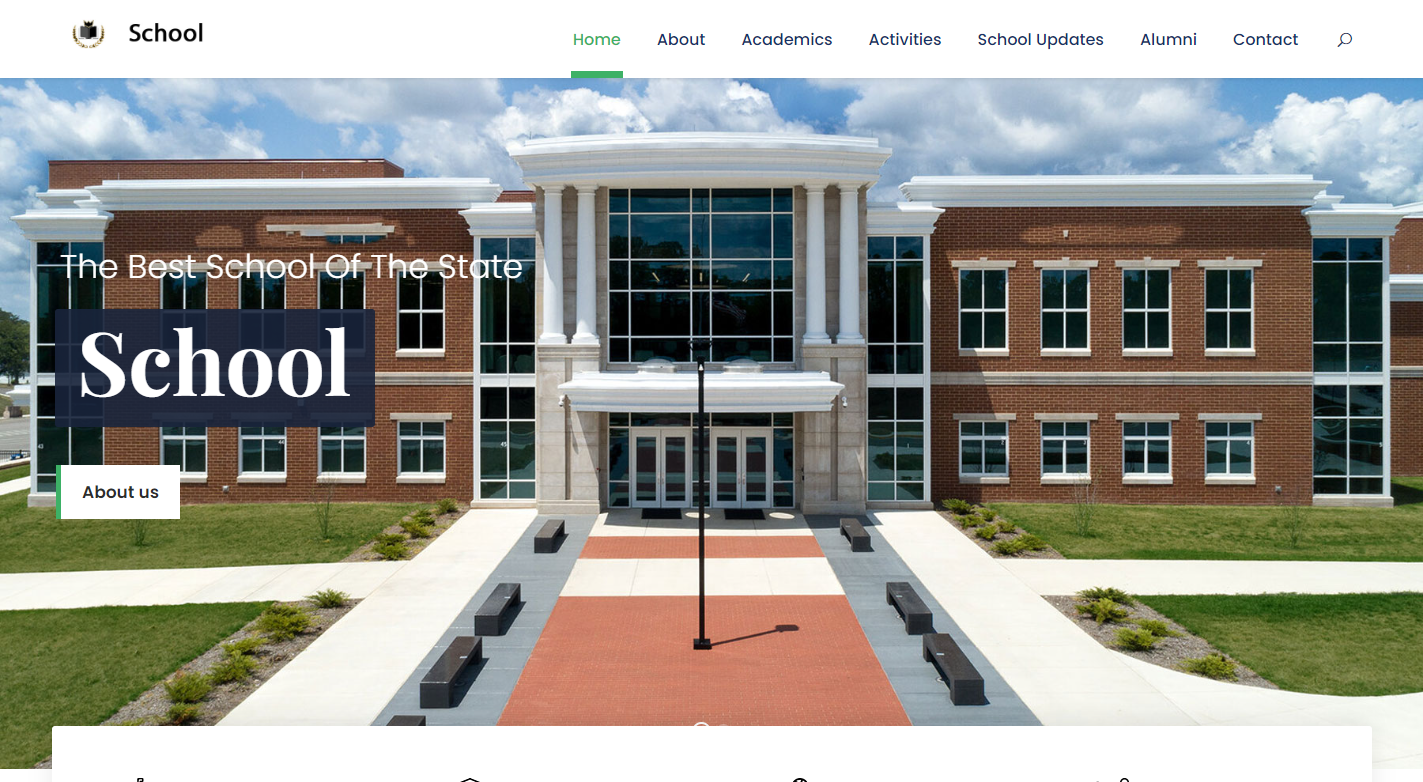 School
Home About Academics Activities School Updates Alumni Contact
The Best School Of The State
School
About us